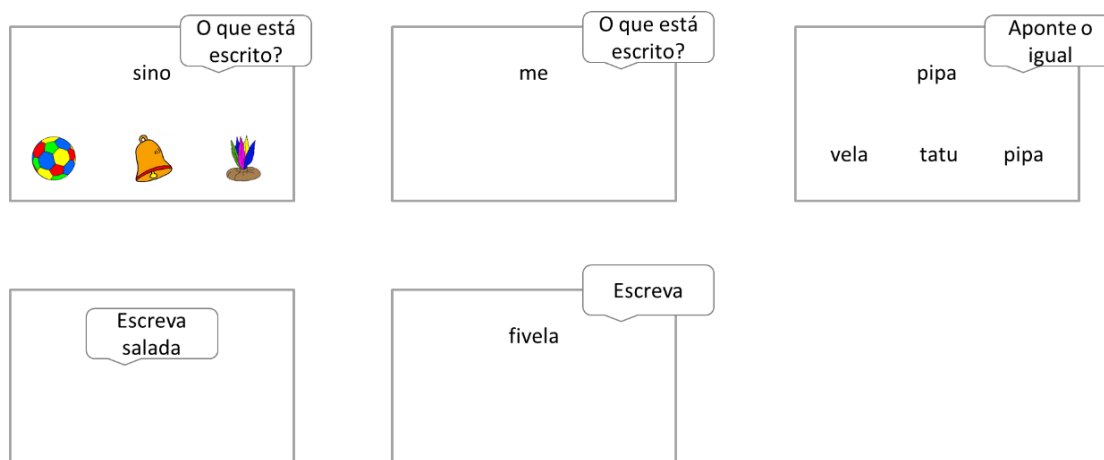 O que está
escrito?
sino
O que está
escrito?
me
Aponte o
igual
pipa
vela tatu pipa
Escreva
salada
Escreva
fivela